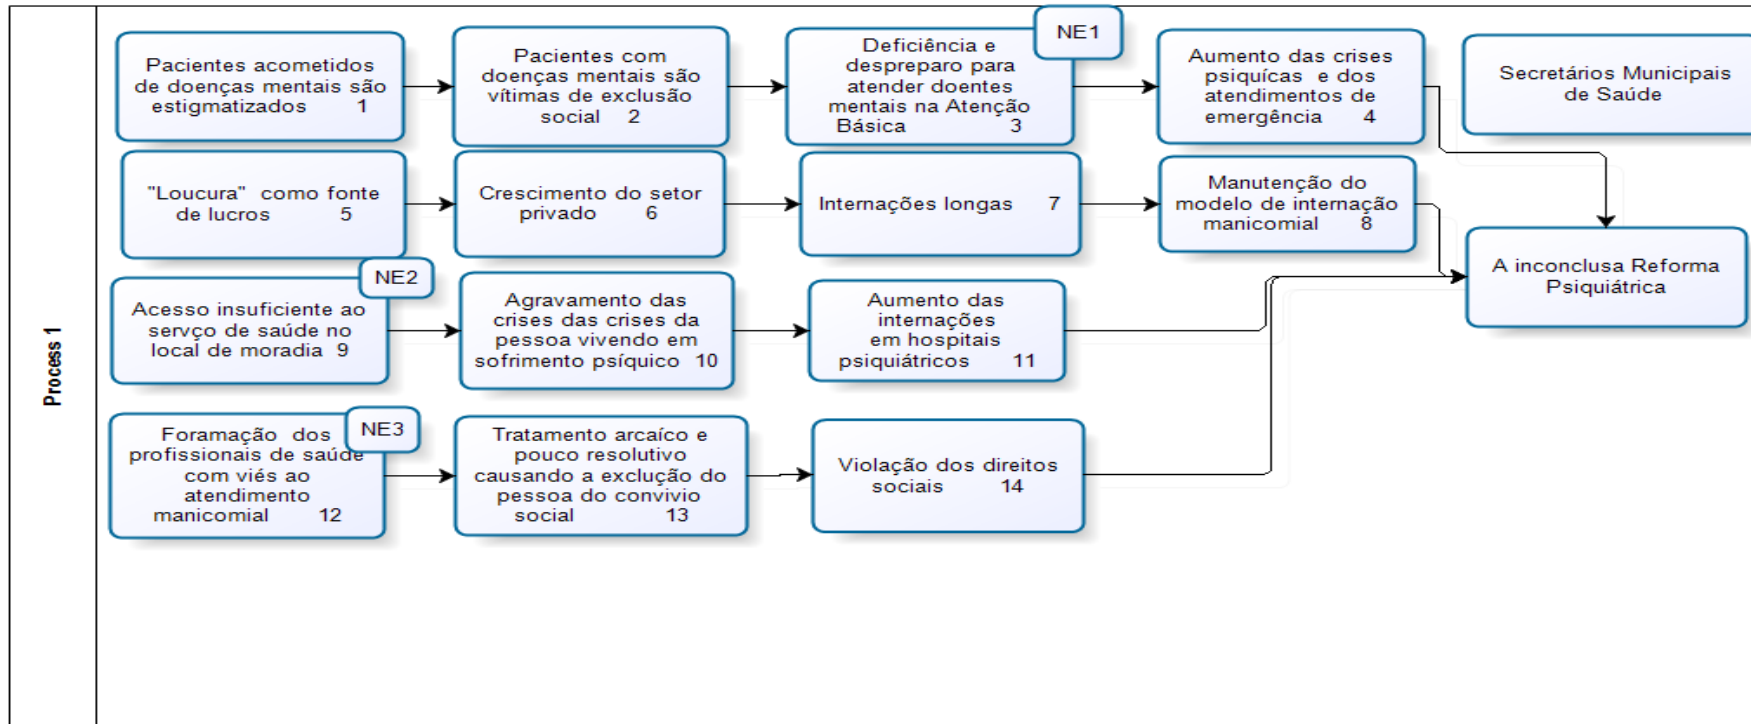 Process 1
Pacientes acometidos
de doenças mentais são
estigmatizados 1
Pacientes com
doenças mentais são
vítimas de exclusão
social 2
NE1
Deficiência e
despreparo para
atender doentes
mentais na Atenção
Básica 3
Aumento das crises
psiquícas e dos
atendimentos de
emergência 4
Secretários Municipais
de Saúde
"Loucura" como fonte
de lucros 5
Crescimento do setor
privado 6
Internações longas 7
Manutenção do
modelo de internação
manicomial 8
A inconclusa Reforma
Psiquiátrica
NE2
Acesso insuficiente ao
servço de saúde no
local de moradia 9
Agravamento das
crises das crises da
pessoa vivendo em
sofrimento psíquico 10
Aumento das
internações
em hospitais
psiquiátricos 11
NE3
Foramação dos
profissionais de saúde
com viés ao
atendimento
manicomial 12
Tratamento arcaíco e
pouco resolutivo
causando a exclução do
pessoa do convivio
social 13
Violação dos direitos
sociais 14